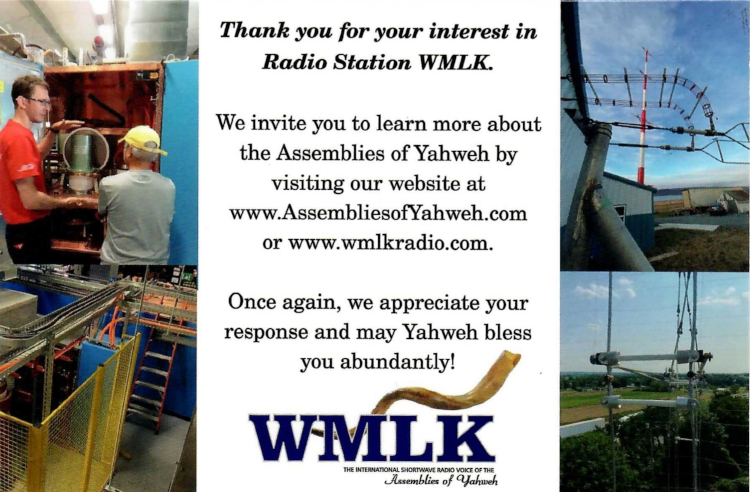 Thank you for your interest in
Radio Station WMLK.
We invite you to learn more about
the Assemblies of Yahweh by
visiting our website at
www.AssembliesofYahweh.com
or www.wmlkradio.com.
Once again, we appreciate your
response and may Yahweh bless
you abundantly!
WMLK
THE INTERNATIONAL SHORTWAVE RADIO VOICE OF THE
Assemblies of Yahweh